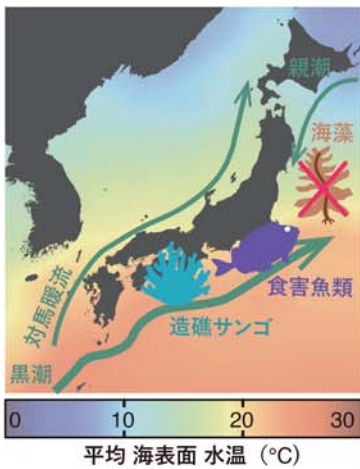 親潮
海藻
食害魚類
造礁サンゴ
対馬暖流
黒潮
0 10 20 30
平均 海表面 水温（°C）